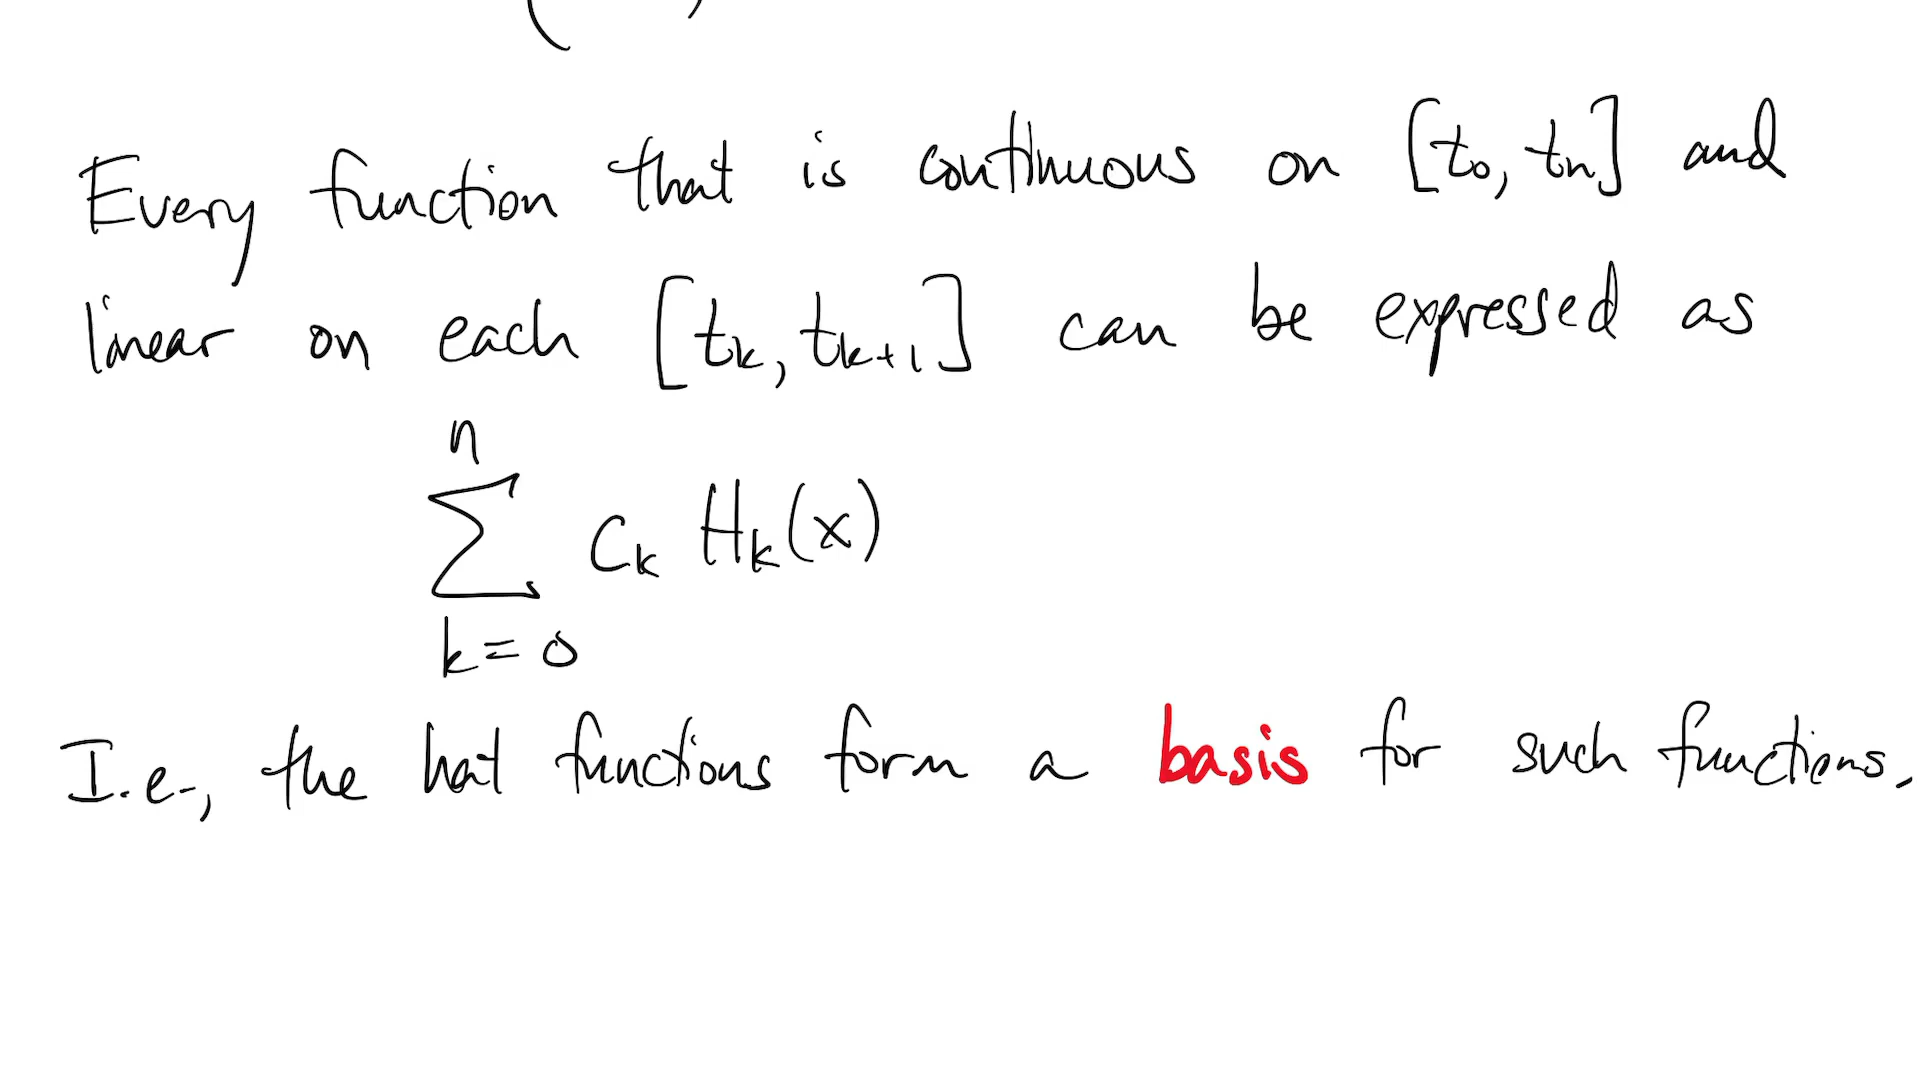 Every function that is continuous on [t₀, tₙ] and
linear on each [tₖ, tₖ₊₁] can be expressed as
n
∑ cₖ Hₖ(x)
k = 0
I.e., the hat functions form a basis for such functions.